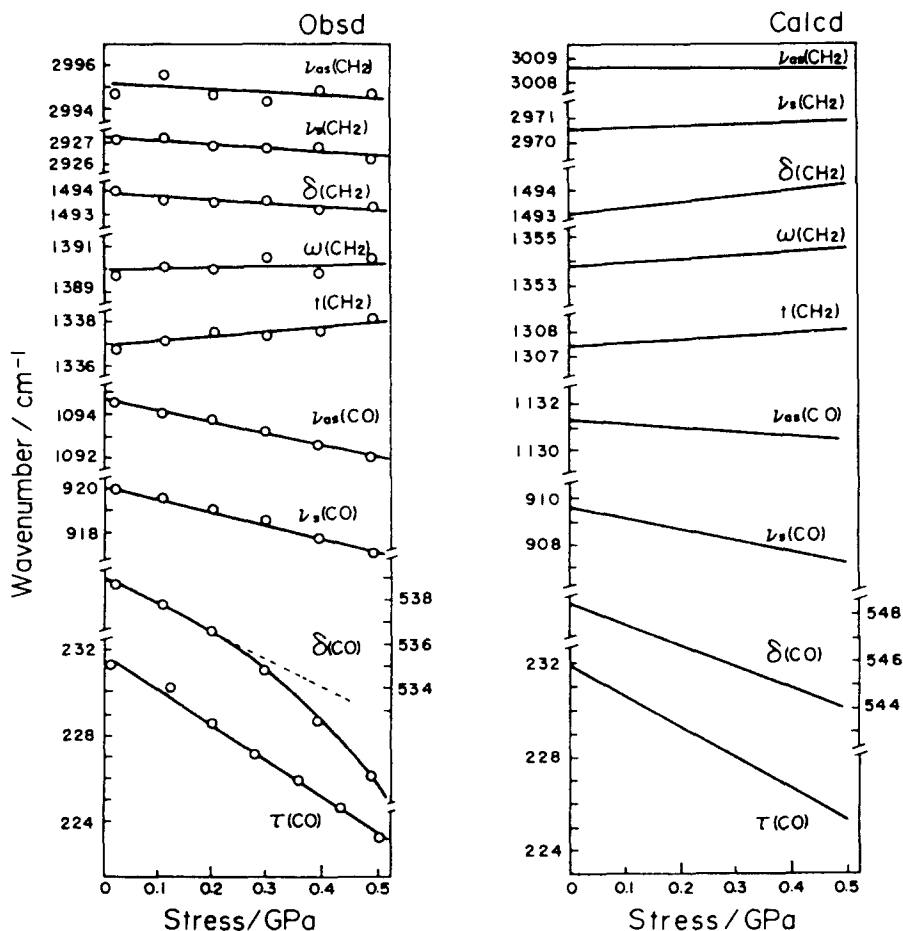 Obsd
2996
νas(CH2)
2994
νs(CH2)
2927
2926
δ(CH2)
1494
1493
ω(CH2)
1391
1389
t(CH2)
1338
1336
νas(CO)
1094
1092
920
νs(CO)
918
538
536
δ(CO)
534
232
228
τ(CO)
224
0 0.1 0.2 0.3 0.4 0.5
Stress/GPa
Wavenumber / cm⁻¹
Calcd
3009
νas(CH2)
3008
νs(CH2)
2971
2970
δ(CH2)
1494
1493
ω(CH2)
1355
1353
t(CH2)
1308
1307
1132
νas(CO)
1130
910
νs(CO)
908
548
δ(CO)
546
544
232
228
τ(CO)
224
0 0.1 0.2 0.3 0.4 0.5
Stress/GPa